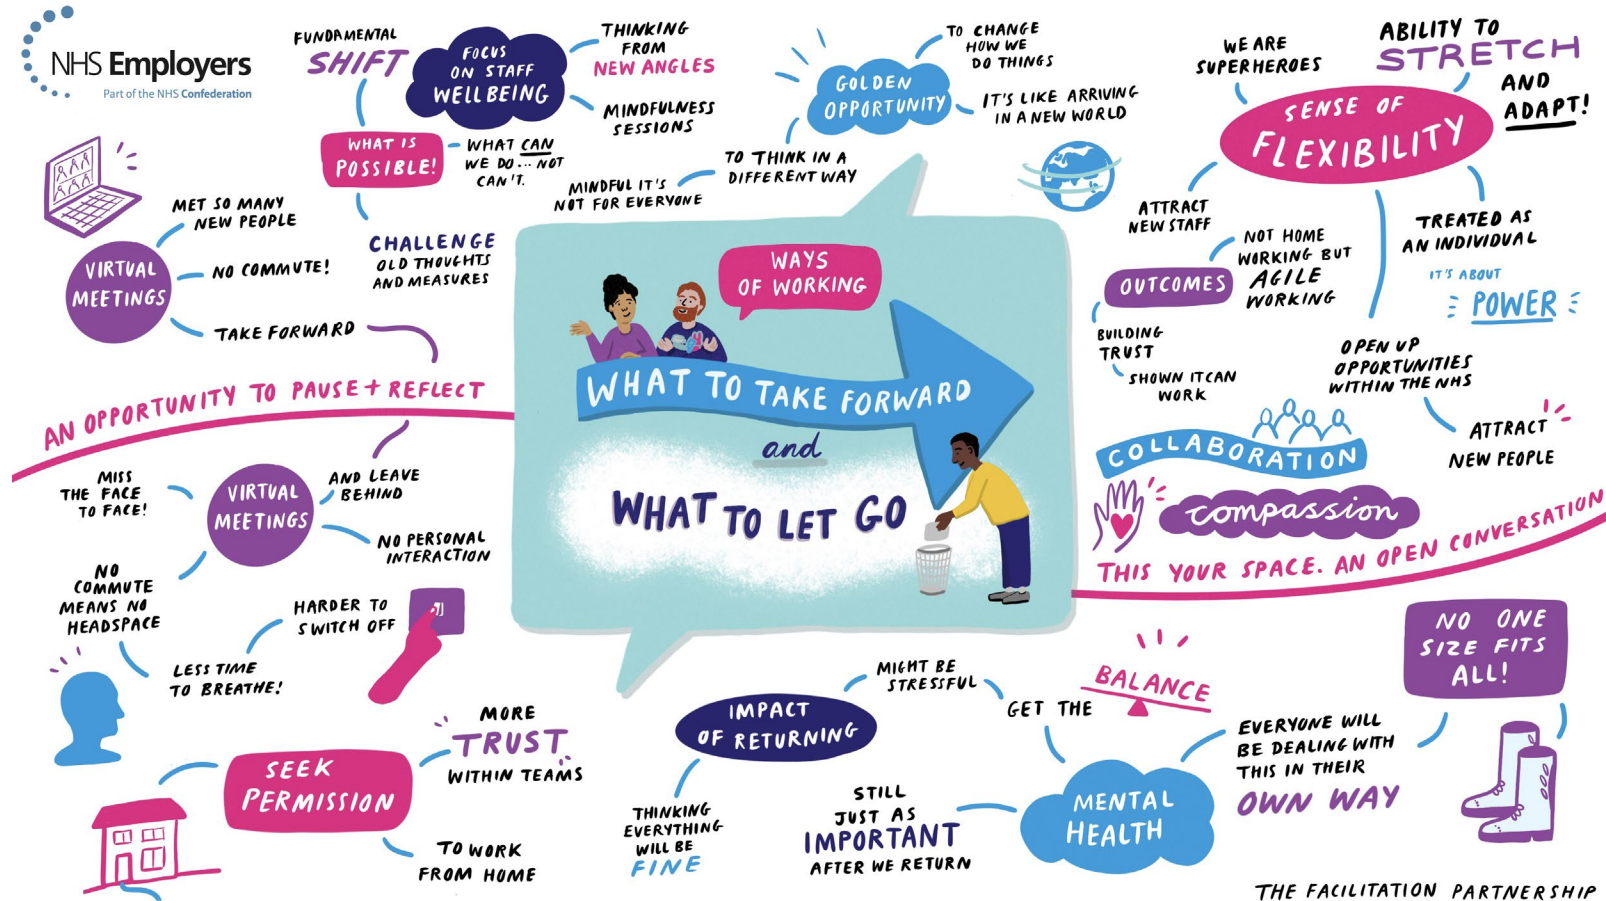 NHS Employers
Part of the NHS Confederation
FUNDAMENTAL
SHIFT
WHAT IS
POSSIBLE!
WHAT CAN
WE DO... NOT
CAN'T.
CHALLENGE
OLD THOUGHTS
AND MEASURES
FOCUS
ON STAFF
WELLBEING
THINKING
FROM
NEW ANGLES
MINDFULNESS
SESSIONS
GOLDEN
OPPORTUNITY
TO CHANGE
HOW WE
DO THINGS
IT'S LIKE ARRIVING
IN A NEW WORLD
TO THINK IN A
DIFFERENT WAY
MINDFUL IT'S
NOT FOR EVERYONE
WE ARE
SUPERHEROES
ABILITY TO
STRETCH
AND
ADAPT!
SENSE OF
FLEXIBILITY
ATTRACT
NEW STAFF
TREATED AS
AN INDIVIDUAL
IT'S ABOUT
POWER
OUTCOMES
NOT HOME
WORKING BUT
AGILE
WORKING
BUILDING
TRUST
SHOWN IT CAN
WORK
OPEN UP
OPPORTUNITIES
WITHIN THE NHS
ATTRACT
NEW PEOPLE
COLLABORATION
compassion
THIS YOUR SPACE. AN OPEN CONVERSATION
VIRTUAL
MEETINGS
MET SO MANY
NEW PEOPLE
NO COMMUTE!
TAKE FORWARD
AN OPPORTUNITY TO PAUSE + REFLECT
WAYS
OF WORKING
WHAT TO TAKE FORWARD
and
WHAT TO LET GO
AND LEAVE
BEHIND
VIRTUAL
MEETINGS
MISS
THE FACE
TO FACE!
NO PERSONAL
INTERACTION
NO
COMMUTE
MEANS NO
HEADSPACE
LESS TIME
TO BREATHE!
HARDER TO
SWITCH OFF
SEEK
PERMISSION
MORE
TRUST
WITHIN TEAMS
TO WORK
FROM HOME
IMPACT
OF RETURNING
MIGHT BE
STRESSFUL
THINKING
EVERYTHING
WILL BE
FINE
GET THE
BALANCE
MENTAL
HEALTH
STILL
JUST AS
IMPORTANT
AFTER WE RETURN
EVERYONE WILL
BE DEALING WITH
THIS IN THEIR
OWN WAY
NO ONE
SIZE FITS
ALL!
THE FACILITATION PARTNERSHIP